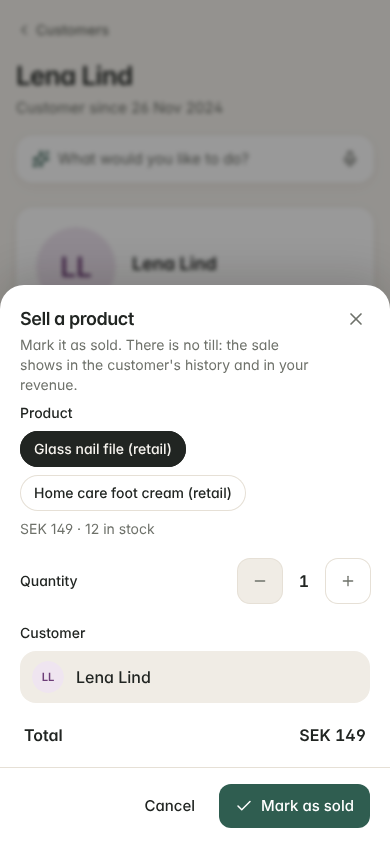 Customers
Lena Lind
Customer since 26 Nov 2024
What would you like to do?
LL
Lena Lind
Sell a product
Mark it as sold. There is no till: the sale
shows in the customer's history and in your
revenue.
Product
Glass nail file (retail)
Home care foot cream (retail)
SEK 149 · 12 in stock
Quantity
1
Customer
LL
Lena Lind
Total
SEK 149
Cancel
Mark as sold